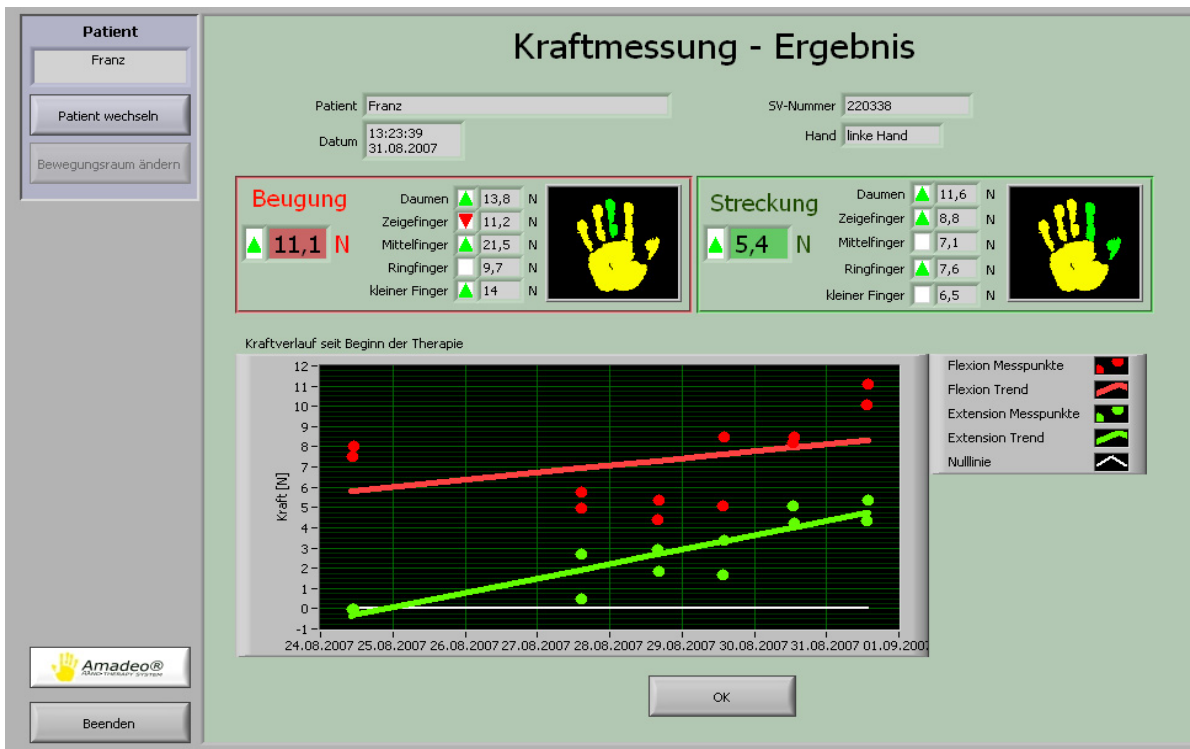 Patient
Franz
Patient wechseln
Bewegungsraum ändern
Kraftmessung - Ergebnis
Patient Franz
SV-Nummer 220338
Datum 13:23:39
31.08.2007
Hand linke Hand
Beugung
11,1 N
Daumen 13,8 N
Zeigefinger 11,2 N
Mittelfinger 21,5 N
Ringfinger 9,7 N
kleiner Finger 14 N
Streckung
5,4 N
Daumen 11,6 N
Zeigefinger 8,8 N
Mittelfinger 7,1 N
Ringfinger 7,6 N
kleiner Finger 6,5 N
Kraftverlauf seit Beginn der Therapie
Kraft [N]
12
11
10
9
8
7
6
5
4
3
2
1
0
-1
24.08.2007 25.08.2007 26.08.2007 27.08.2007 28.08.2007 29.08.2007 30.08.2007 31.08.2007 01.09.200
Flexion Messpunkte
Flexion Trend
Extension Messpunkte
Extension Trend
Nulllinie
OK
Amadeo®
HAND-THERAPY SYSTEM
Beenden